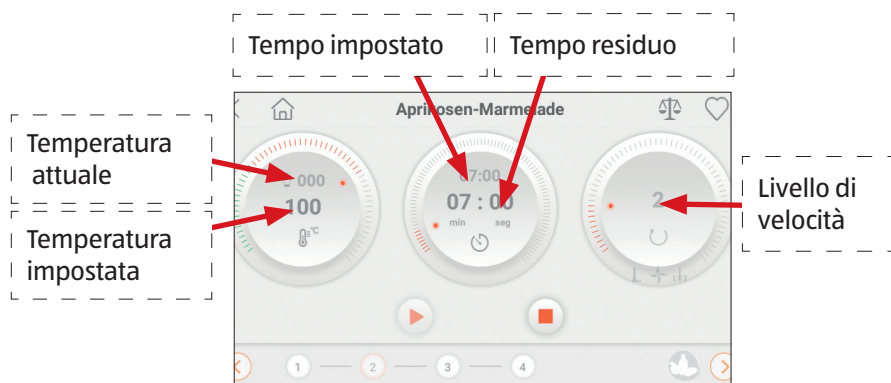 Tempo impostato
Tempo residuo
Aprikosen-Marmelade
Temperatura
attuale
Temperatura
impostata
000
100
°C
07:00
07 : 00
min
seg
2
Livello di
velocità
1
2
3
4